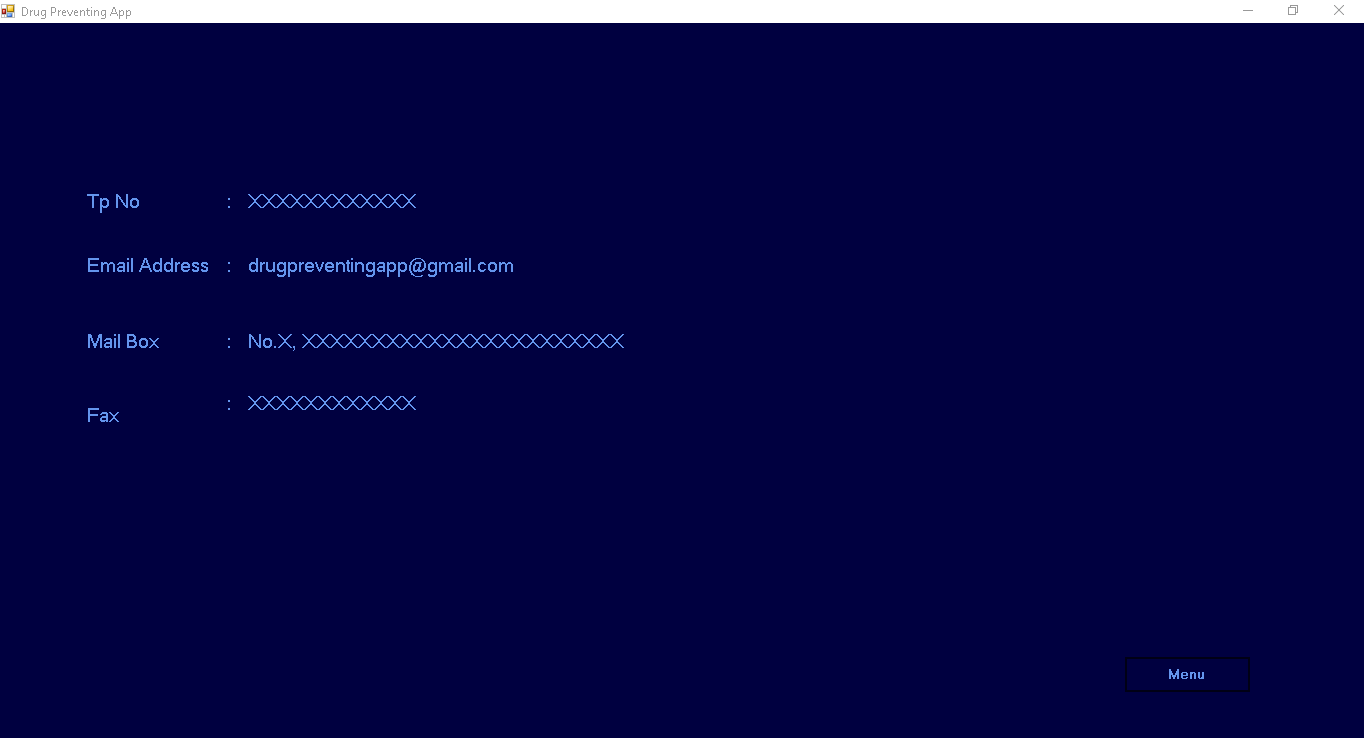 Drug Preventing App
Tp No : XXXXXXXXXXXX
Email Address : drugpreventingapp@gmail.com
Mail Box : No.X, XXXXXXXXXXXXXXXXXXXXXXX
Fax : XXXXXXXXXXXX
Menu